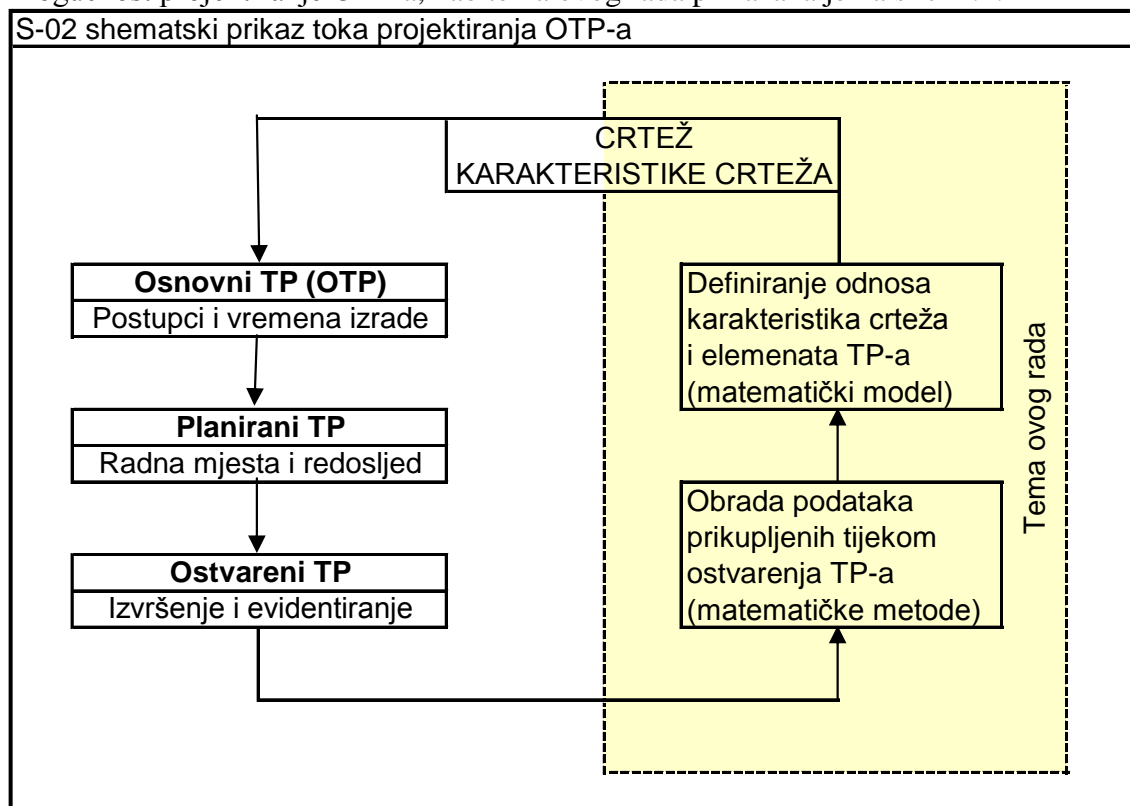 S-02 shematski prikaz toka projektiranja OTP-a
CRTEŽ
KARAKTERISTIKE CRTEŽA
Osnovni TP (OTP)
Postupci i vremena izrade
Planirani TP
Radna mjesta i redosljed
Ostvareni TP
Izvršenje i evidentiranje
Definiranje odnosa
karakteristika crteža
i elemenata TP-a
(matematički model)
Obrada podataka
prikupljenih tijekom
ostvarenja TP-a
(matematičke metode)
Tema ovog rada